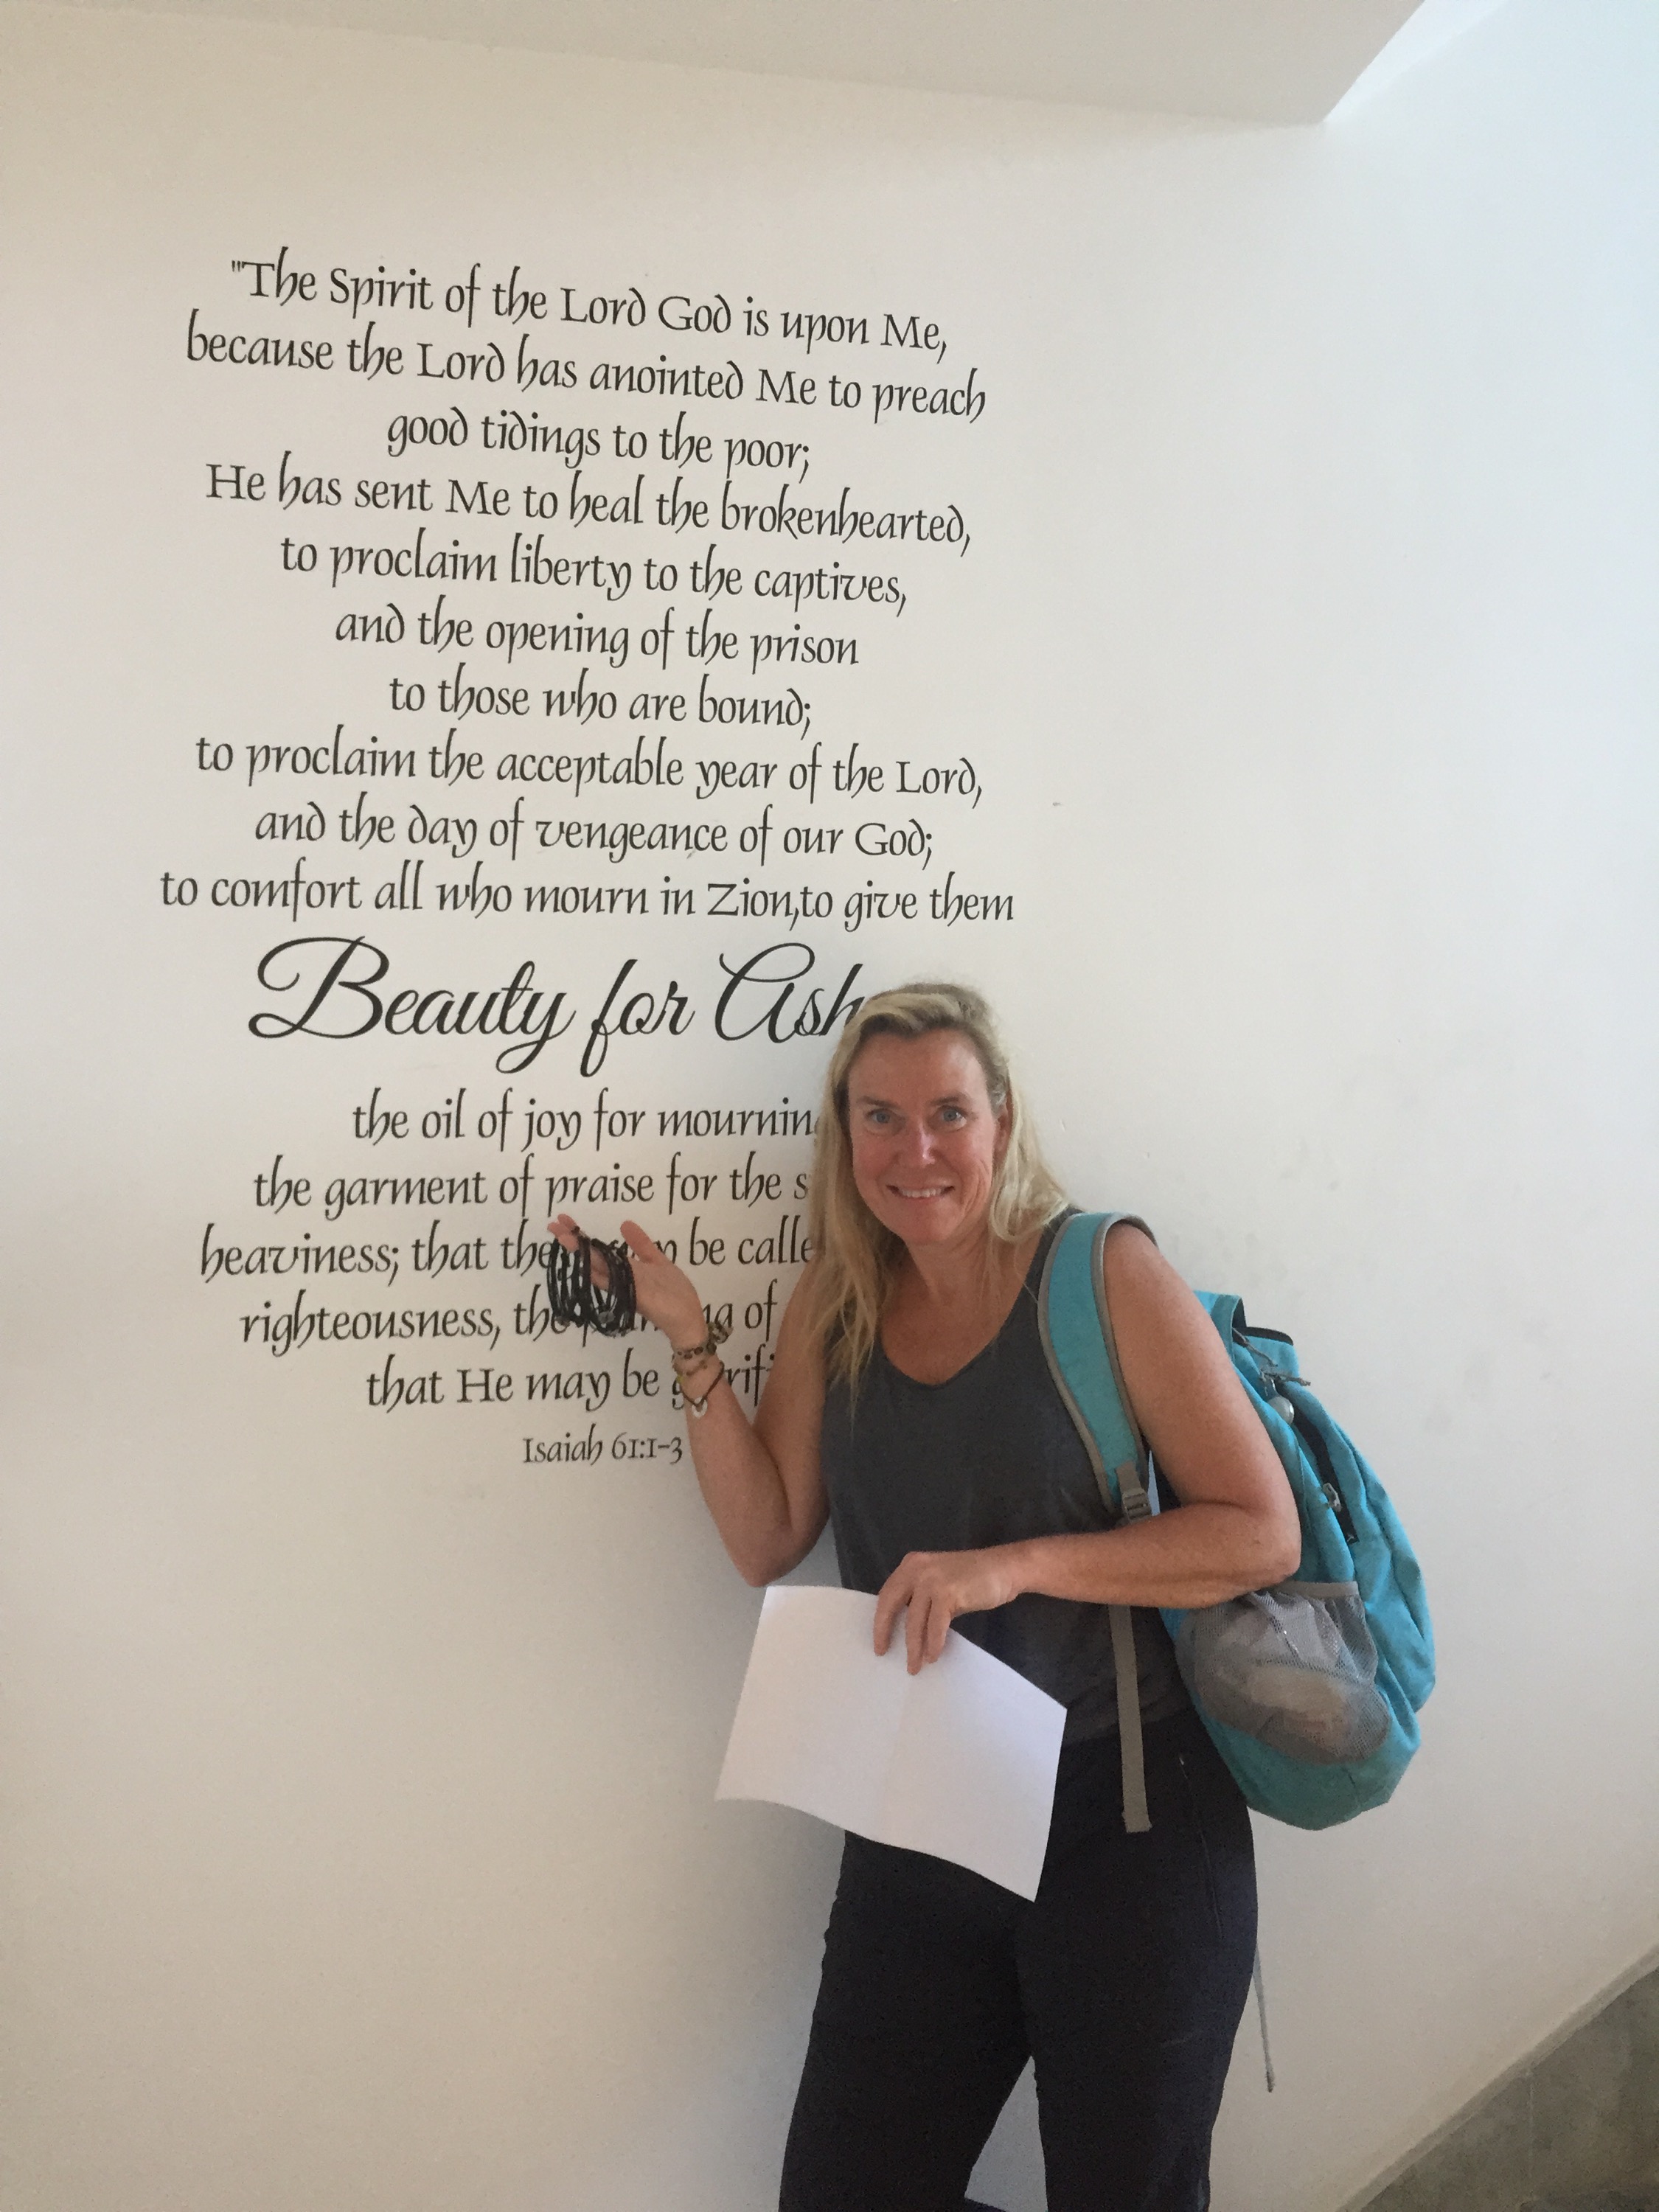 "The Spirit of the Lord God is upon Me,
because the Lord has anointed Me to preach
good tidings to the poor;
He has sent Me to heal the brokenhearted,
to proclaim liberty to the captives,
and the opening of the prison
to those who are bound;
to proclaim the acceptable year of the Lord,
and the day of vengeance of our God;
to comfort all who mourn in Zion,to give them
Beauty for Ash
the oil of joy for mournin
the garment of praise for the s
heaviness; that the be calle
righteousness, the of
that He may be
Isaiah 61:1-3